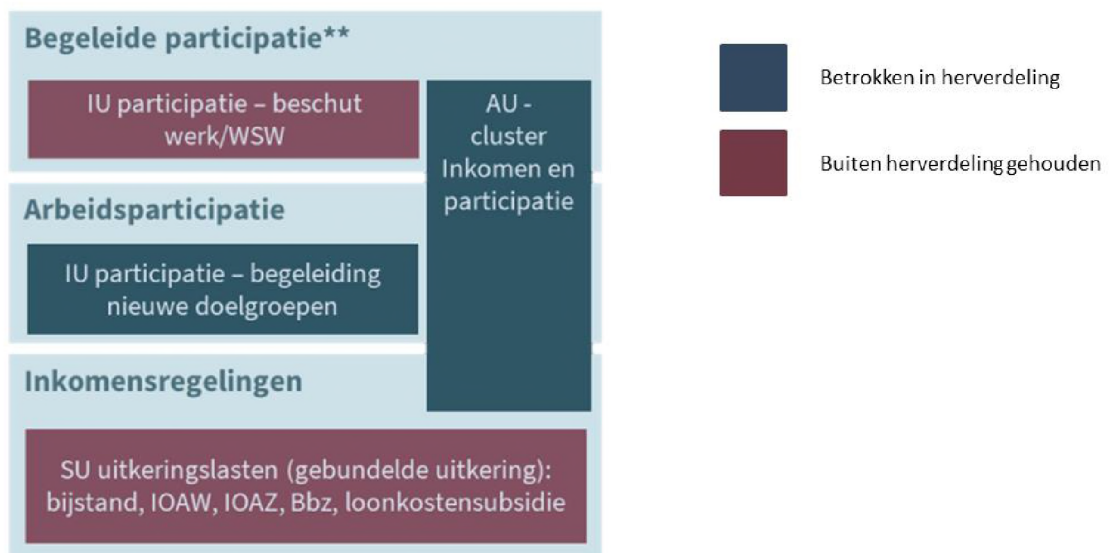 Begeleide participatie**
IU participatie – beschut
werk/WSW
AU -
cluster
Inkomen en
participatie
Arbeidsparticipatie
IU participatie – begeleiding
nieuwe doelgroepen
Inkomensregelingen
SU uitkeringslasten (gebundelde uitkering):
bijstand, IOAW, IOAZ, Bbz, loonkostensubsidie
Betrokken in herverdeling
Buiten herverdeling gehouden